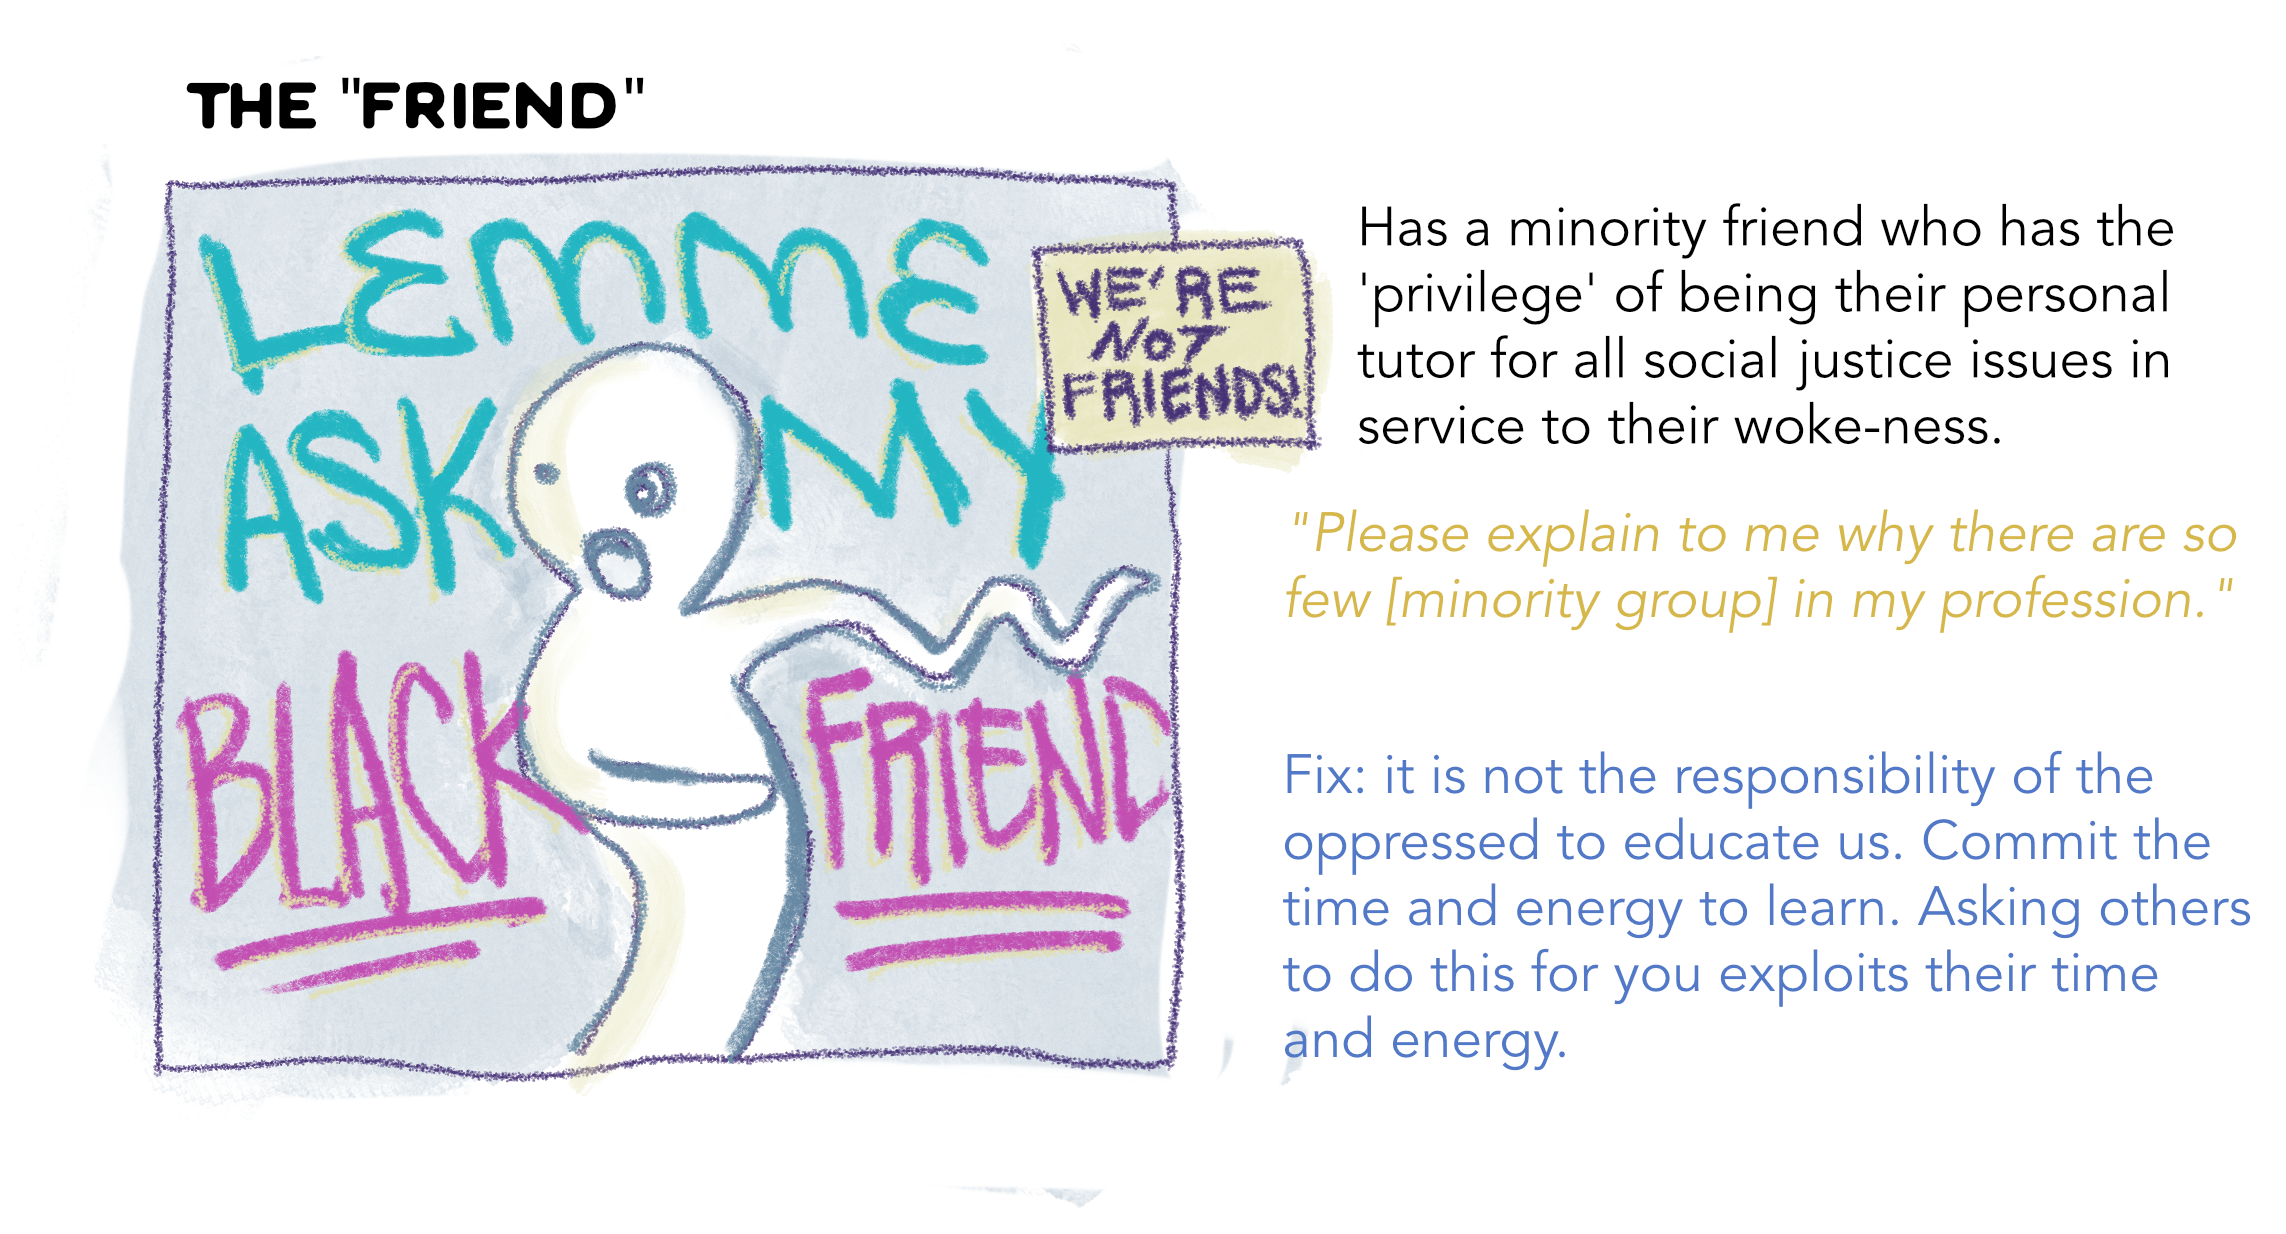 THE "FRIEND"
LEMME
ASK MY
BLACK FRIEND
WE'RE
NOT
FRIENDS!
Has a minority friend who has the
'privilege' of being their personal
tutor for all social justice issues in
service to their woke-ness.
"Please explain to me why there are so
few [minority group] in my profession."
Fix: it is not the responsibility of the
oppressed to educate us. Commit the
time and energy to learn. Asking others
to do this for you exploits their time
and energy.